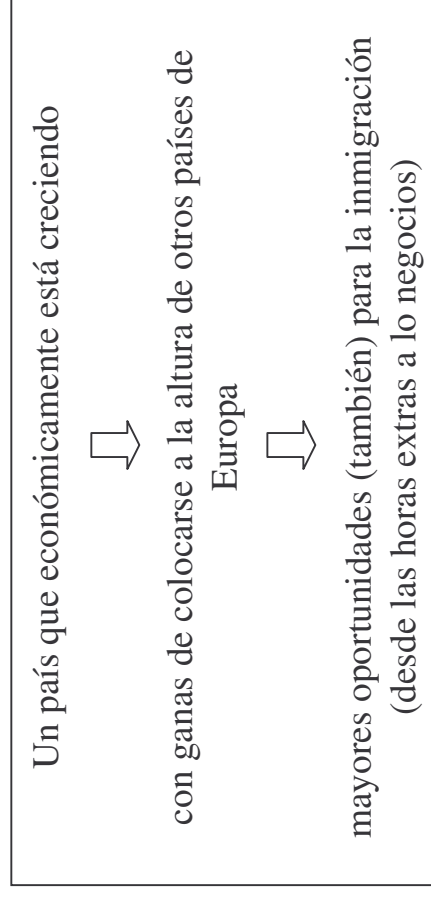 Un país que económicamente está creciendo
con ganas de colocarse a la altura de otros países de
Europa
mayores oportunidades (también) para la inmigración
(desde las horas extras a lo negocios)